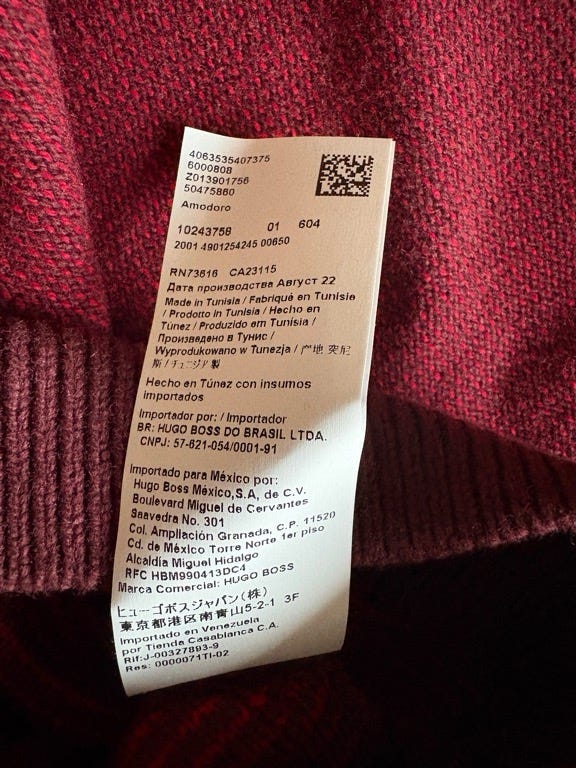 4063535407375
6000808
Z013901756
50475860
Amodoro
10243758 01 604
2001 4901254245 00650
RN73616 CA23115
Дата производства Август 22
Made in Tunisia / Fabriqué en Tunisie
/ Prodotto in Tunisia / Hecho en
Túnez / Produzido em Tunísia /
Произведено в Тунис /
Wyprodukowano w Tunezja / 产地 突尼
斯 / チュニジア 製
Hecho en Túnez con insumos
importados
Importador por: / Importador
BR: HUGO BOSS DO BRASIL LTDA.
CNPJ: 57-621-054/0001-91
Importado para México por:
Hugo Boss México,S.A, de C.V.
Boulevard Miguel de Cervantes
Saavedra No. 301
Col. Ampliación Granada, C.P. 11520
Cd. de México Torre Norte 1er piso
Alcaldia Miguel Hidalgo
RFC HBM990413DC4
Marca Comercial: HUGO BOSS
ヒューゴボスジャパン(株)
東京都港区南青山5-2-1 3F
Importado en Venezuela
por Tienda Casablanca C.A.
Rif:J-00327893-9
Res: 0000071TI-02